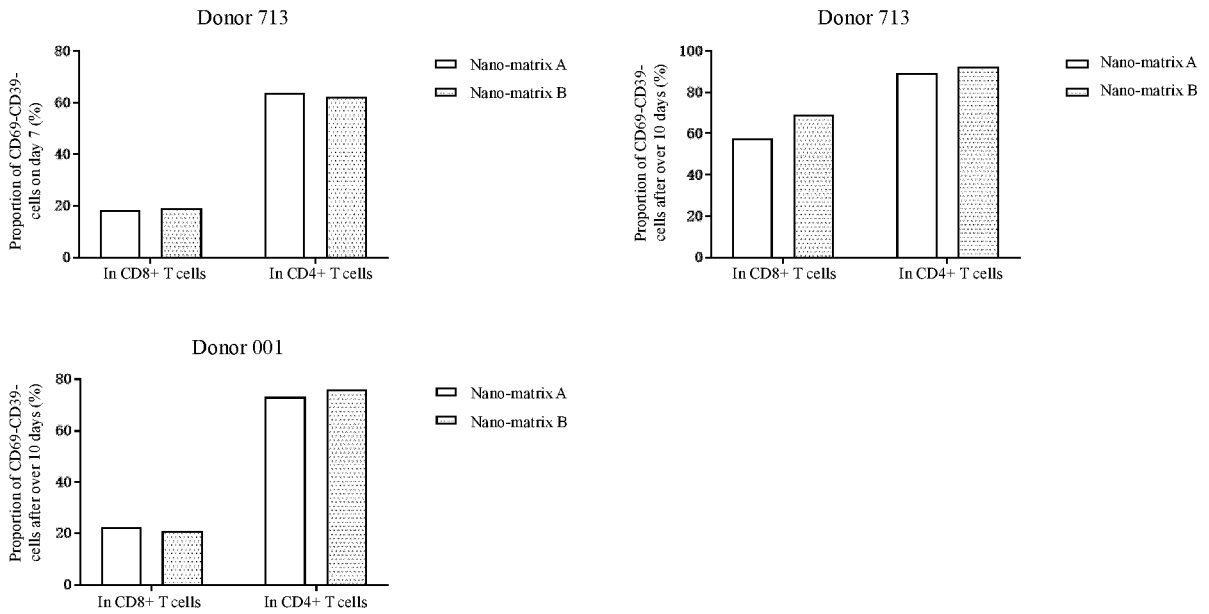 Donor 713
Proportion of CD69-CD39-
cells on day 7 (%)
80
60
40
20
0
In CD8+ T cells
In CD4+ T cells
Nano-matrix A
Nano-matrix B
Donor 713
Proportion of CD69-CD39-
cells after over 10 days (%)
100
80
60
40
20
0
In CD8+ T cells
In CD4+ T cells
Nano-matrix A
Nano-matrix B
Donor 001
Proportion of CD69-CD39-
cells after over 10 days (%)
80
60
40
20
0
In CD8+ T cells
In CD4+ T cells
Nano-matrix A
Nano-matrix B